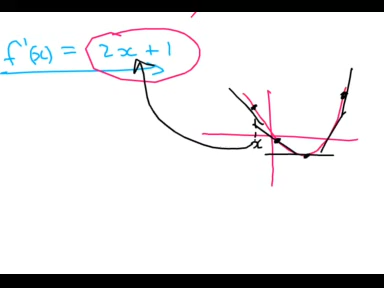 f'(x) = 2x + 1
x